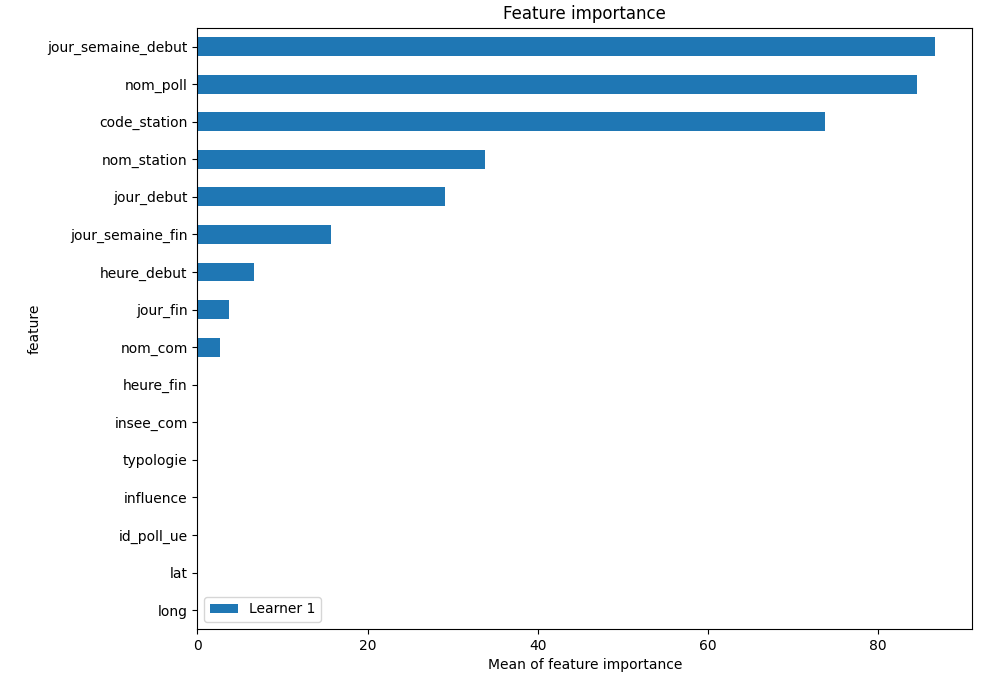 Feature importance
jour_semaine_debut
nom_poll
code_station
nom_station
jour_debut
jour_semaine_fin
heure_debut
jour_fin
nom_com
heure_fin
insee_com
typologie
influence
id_poll_ue
lat
long
feature
Learner 1
0 20 40 60 80
Mean of feature importance